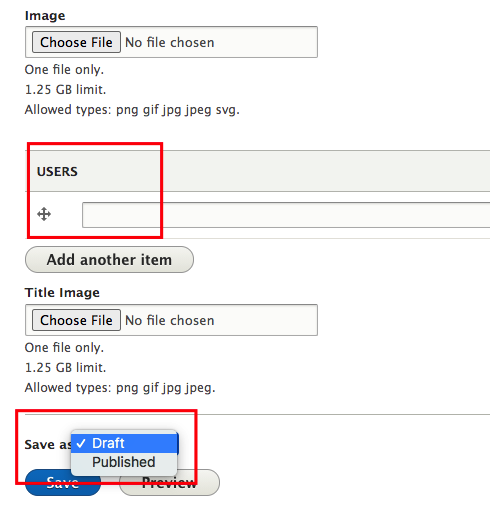 Image
Choose File No file chosen
One file only.
1.25 GB limit.
Allowed types: png gif jpg jpeg svg.
USERS
Add another item
Title Image
Choose File No file chosen
One file only.
1.25 GB limit.
Allowed types: png gif jpg jpeg.
Save as ✓ Draft
Published
Save Preview